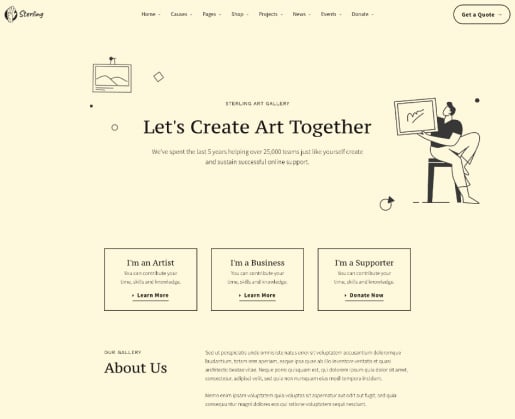 Sterling
Home Causes Pages Shop Projects News Events Donate
Get a Quote →
STERLING ART GALLERY
Let's Create Art Together
We've spent the last 5 years helping over 25,000 teams just like yourself create
and sustain successful online support.
I'm an Artist
You can contribute your
time, skills and knowledge.
Learn More
I'm a Business
You can contribute your
time, skills and knowledge.
Learn More
I'm a Supporter
You can contribute your
time, skills and knowledge.
Donate Now
OUR GALLERY
About Us
Sed ut perspiciatis unde omnis iste natus error sit voluptatem accusantium doloremque
laudantium, totam rem aperiam, eaque ipsa quae ab illo inventore veritatis et quasi
architecto beatae vitae. Neque porro quisquam est, qui dolorem ipsum quia dolor sit amet,
consectetur, adipisci velit, sed quia non numquam eius modi tempora incidunt.
Nemo enim ipsam voluptatem quia voluptas sit aspernatur aut odit aut fugit, sed quia
consequuntur magni dolores eos qui ratione voluptatem sequi nesciunt.